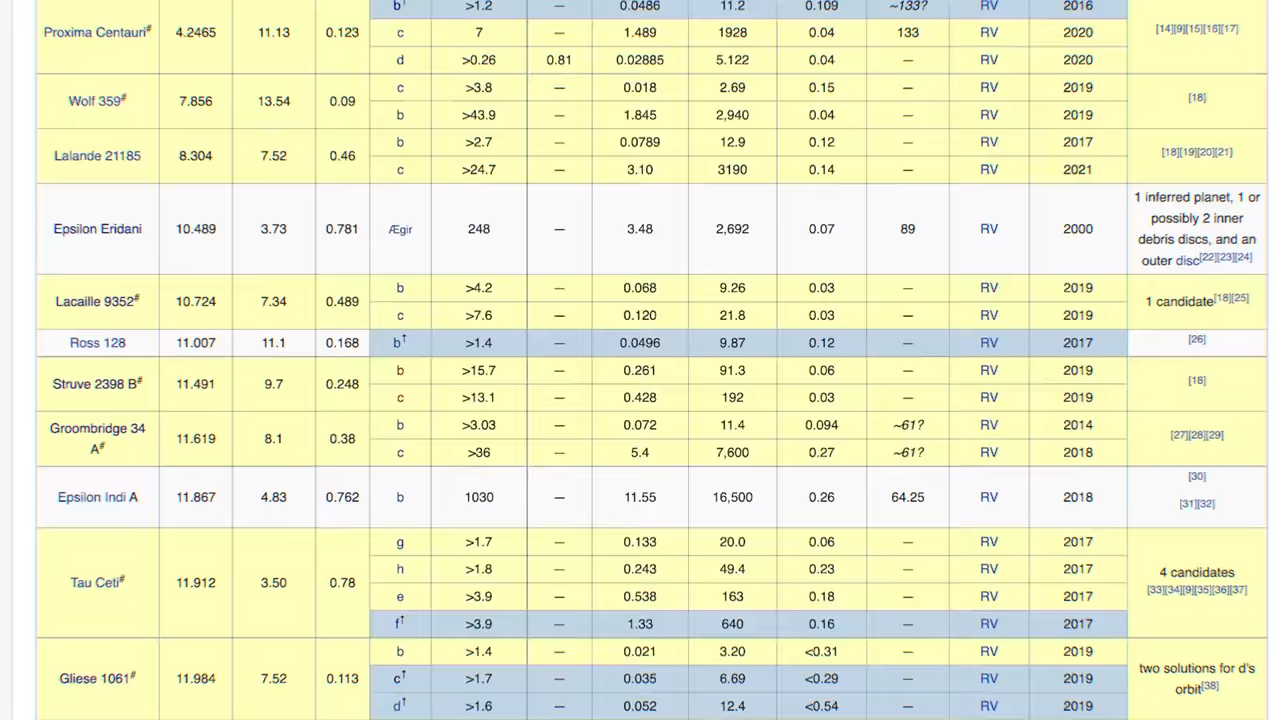 b† >1.2 — 0.0486 11.2 0.109 ~133? RV 2016
Proxima Centauri# 4.2465 11.13 0.123 c 7 — 1.489 1928 0.04 133 RV 2020 [14][9][15][16][17]
d >0.26 0.81 0.02885 5.122 0.04 — RV 2020
Wolf 359# 7.856 13.54 0.09 c >3.8 — 0.018 2.69 0.15 — RV 2019 [18]
b >43.9 — 1.845 2,940 0.04 — RV 2019
Lalande 21185 8.304 7.52 0.46 b >2.7 — 0.0789 12.9 0.12 — RV 2017 [18][19][20][21]
c >24.7 — 3.10 3190 0.14 — RV 2021
Epsilon Eridani 10.489 3.73 0.781 Ægir 248 — 3.48 2,692 0.07 89 RV 2000 1 inferred planet, 1 or
possibly 2 inner
debris discs, and an
outer disc[22][23][24]
Lacaille 9352# 10.724 7.34 0.489 b >4.2 — 0.068 9.26 0.03 — RV 2019 1 candidate[18][25]
c >7.6 — 0.120 21.8 0.03 — RV 2019
Ross 128 11.007 11.1 0.168 b† >1.4 — 0.0496 9.87 0.12 — RV 2017 [26]
Struve 2398 B# 11.491 9.7 0.248 b >15.7 — 0.261 91.3 0.06 — RV 2019 [18]
c >13.1 — 0.428 192 0.03 — RV 2019
Groombridge 34
A# 11.619 8.1 0.38 b >3.03 — 0.072 11.4 0.094 ~61? RV 2014 [27][28][29]
c >36 — 5.4 7,600 0.27 ~61? RV 2018
Epsilon Indi A 11.867 4.83 0.762 b 1030 — 11.55 16,500 0.26 64.25 RV 2018 [30]
[31][32]
Tau Ceti# 11.912 3.50 0.78 g >1.7 — 0.133 20.0 0.06 — RV 2017 4 candidates
[33][34][9][35][36][37]
h >1.8 — 0.243 49.4 0.23 — RV 2017
e >3.9 — 0.538 163 0.18 — RV 2017
f† >3.9 — 1.33 640 0.16 — RV 2017
Gliese 1061# 11.984 7.52 0.113 b >1.4 — 0.021 3.20 <0.31 — RV 2019 two solutions for d's
orbit[38]
c† >1.7 — 0.035 6.69 <0.29 — RV 2019
d† >1.6 — 0.052 12.4 <0.54 — RV 2019